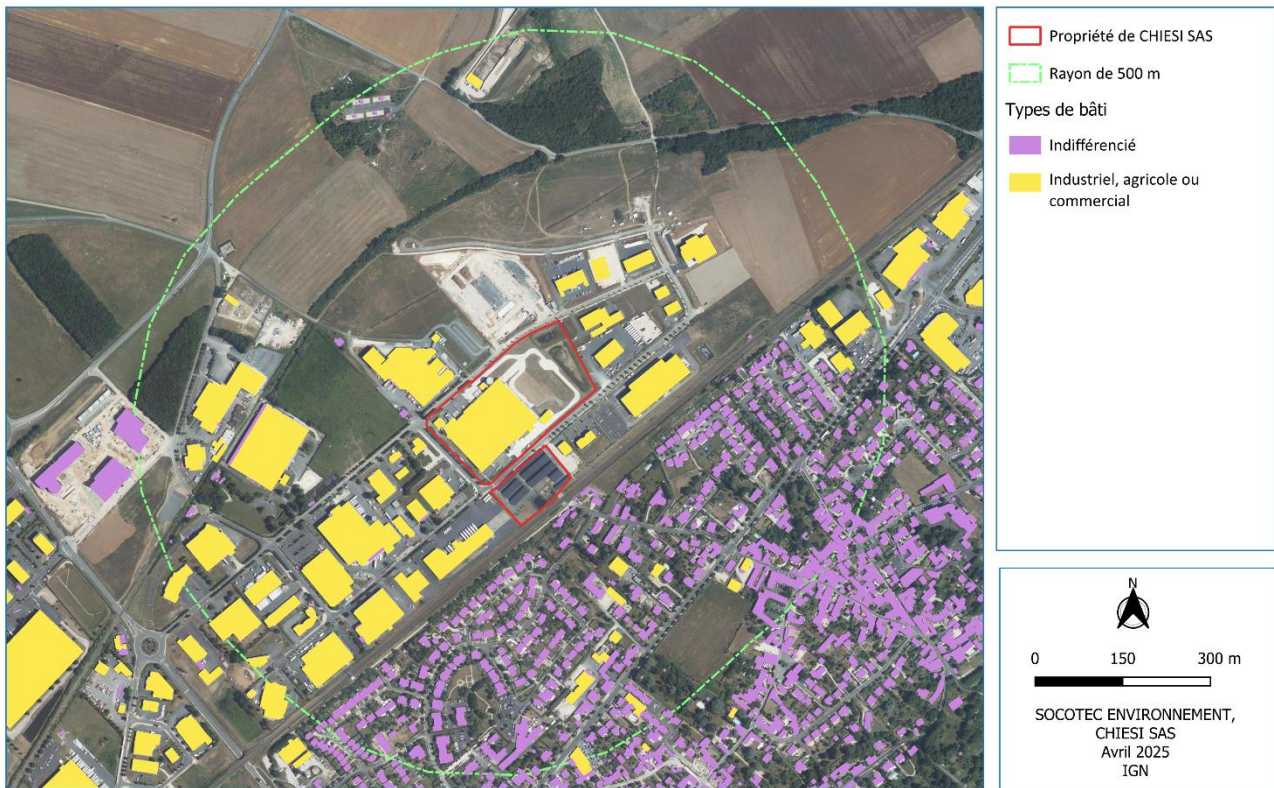 Propriété de CHIESI SAS
Rayon de 500 m
Types de bâti
Indifférencié
Industriel, agricole ou
commercial
N
0 150 300 m
SOCOTEC ENVIRONNEMENT,
CHIESI SAS
Avril 2025
IGN